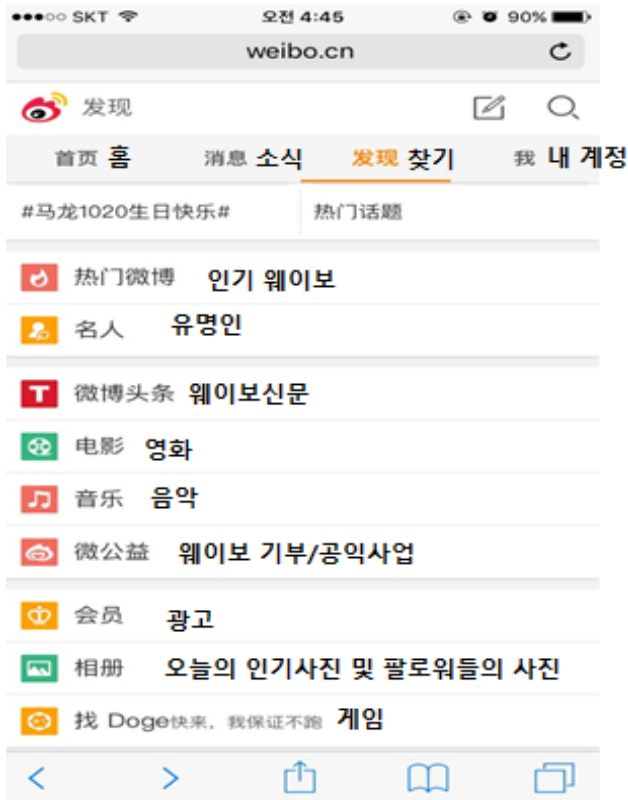 SKT 오전 4:45 90%
weibo.cn
发现
首页 홈 消息 소식 发现 찾기 我 내 계정
#马龙1020生日快乐# 热门话题
热门微博 인기 웨이보
名人 유명인
T 微博头条 웨이보신문
电影 영화
音乐 음악
微公益 웨이보 기부/공익사업
会员 광고
相册 오늘의 인기사진 및 팔로워들의 사진
找 Doge快来，我保证不跑 게임